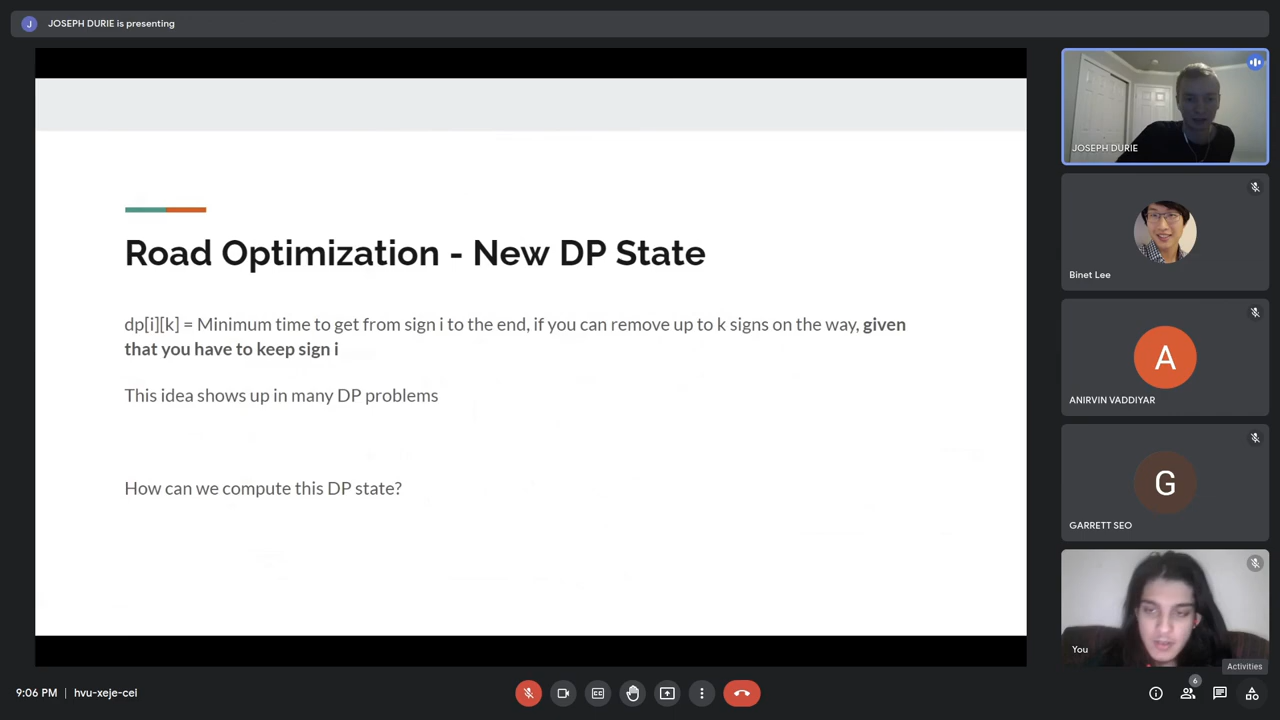 J JOSEPH DURIE is presenting
Road Optimization - New DP State
dp[i][k] = Minimum time to get from sign i to the end, if you can remove up to k signs on the way, given
that you have to keep sign i
This idea shows up in many DP problems
How can we compute this DP state?
JOSEPH DURIE
Binet Lee
A
ANIRVIN VADDIYAR
G
GARRETT SEO
You
Activities
9:06 PM | hvu-xeje-cei
CC
6